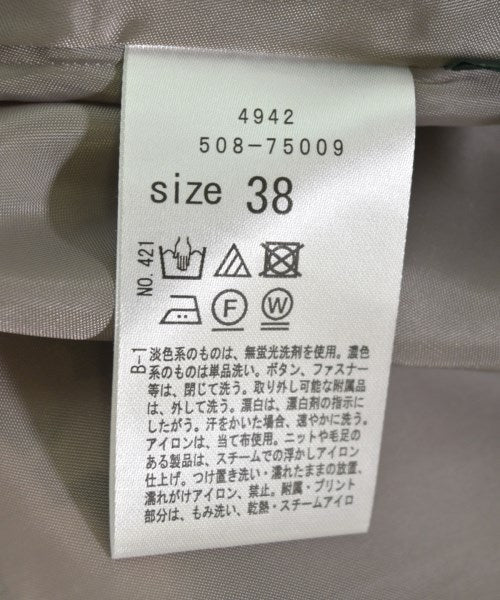 4942
508-75009
size 38
NO. 421
F W
B-1
淡色系のものは、無蛍光洗剤を使用。濃色
系のものは単品洗い。ボタン、ファスナー
等は、閉じて洗う。取り外し可能な附属品
は、外して洗う。漂白は、漂白剤の指示に
したがう。汗をかいた場合、速やかに洗う。
アイロンは、当て布使用。ニットや毛足の
ある製品は、スチームでの浮かしアイロン
仕上げ。つけ置き洗い・濡れたままの放置、
濡れがけアイロン、禁止。附属・プリント
部分は、もみ洗い、乾熱・スチームアイロ